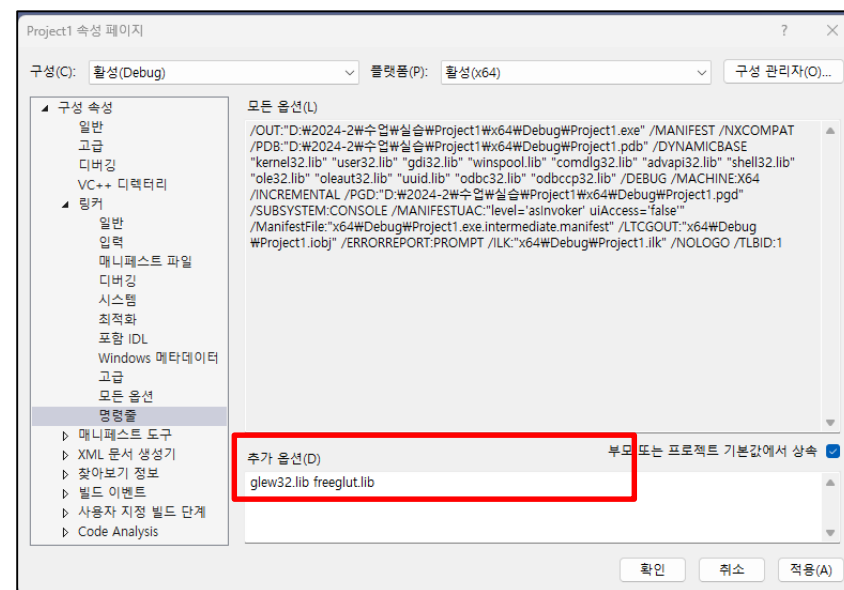 Project1 속성 페이지
? ×
구성(C): 활성(Debug) 플랫폼(P): 활성(x64) 구성 관리자(O)...
구성 속성
일반
고급
디버깅
VC++ 디렉터리
링커
일반
입력
매니페스트 파일
디버깅
시스템
최적화
포함 IDL
Windows 메타데이터
고급
모든 옵션
명령줄
매니페스트 도구
XML 문서 생성기
찾아보기 정보
빌드 이벤트
사용자 지정 빌드 단계
Code Analysis
모든 옵션(L)
/OUT:"D:₩2024-2₩수업₩실습₩Project1₩x64₩Debug₩Project1.exe" /MANIFEST /NXCOMPAT
/PDB:"D:₩2024-2₩수업₩실습₩Project1₩x64₩Debug₩Project1.pdb" /DYNAMICBASE
"kernel32.lib" "user32.lib" "gdi32.lib" "winspool.lib" "comdlg32.lib" "advapi32.lib" "shell32.lib"
"ole32.lib" "oleaut32.lib" "uuid.lib" "odbc32.lib" "odbccp32.lib" /DEBUG /MACHINE:X64
/INCREMENTAL /PGD:"D:₩2024-2₩수업₩실습₩Project1₩x64₩Debug₩Project1.pgd"
/SUBSYSTEM:CONSOLE /MANIFESTUAC:"level='asInvoker' uiAccess='false'"
/ManifestFile:"x64₩Debug₩Project1.exe.intermediate.manifest" /LTCGOUT:"x64₩Debug
₩Project1.iobj" /ERRORREPORT:PROMPT /ILK:"x64₩Debug₩Project1.ilk" /NOLOGO /TLBID:1
추가 옵션(D) 부모 또는 프로젝트 기본값에서 상속
glew32.lib freeglut.lib
확인 취소 적용(A)